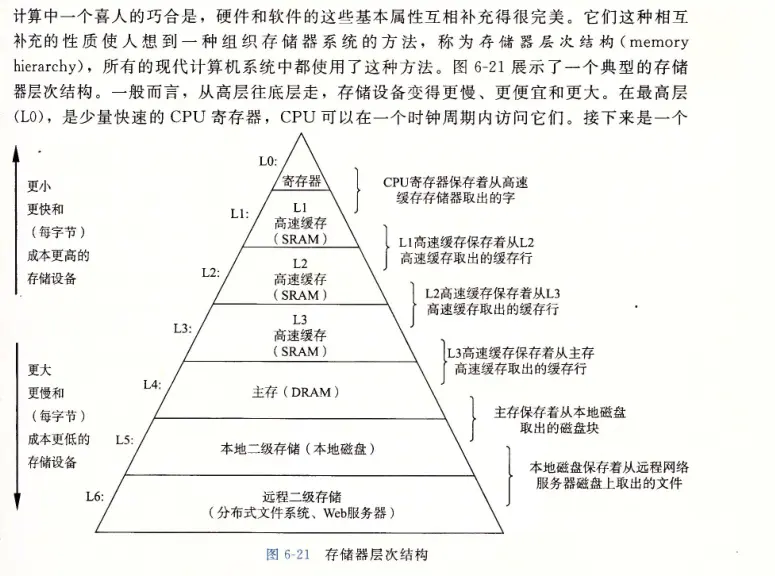 计算中一个喜人的巧合是，硬件和软件的这些基本属性互相补充得很完美。它们这种相互
补充的性质使人想到一种组织存储器系统的方法，称为存储器层次结构(memory
hierarchy)，所有的现代计算机系统中都使用了这种方法。图 6-21 展示了一个典型的存储
器层次结构。一般而言，从高层往底层走，存储设备变得更慢、更便宜和更大。在最高层
(L0)，是少量快速的 CPU 寄存器，CPU 可以在一个时钟周期内访问它们。接下来是一个
更小
更快和
(每字节)
成本更高的
存储设备
更大
更慢和
(每字节)
成本更低的
存储设备
L0:
寄存器
CPU寄存器保存着从高速
缓存存储器取出的字
L1:
L1
高速缓存
(SRAM)
L1高速缓存保存着从L2
高速缓存取出的缓存行
L2:
L2
高速缓存
(SRAM)
L2高速缓存保存着从L3
高速缓存取出的缓存行
L3:
L3
高速缓存
(SRAM)
L3高速缓存保存着从主存
高速缓存取出的缓存行
L4:
主存(DRAM)
主存保存着从本地磁盘
取出的磁盘块
L5:
本地二级存储(本地磁盘)
本地磁盘保存着从远程网络
服务器磁盘上取出的文件
L6:
远程二级存储
(分布式文件系统、Web服务器)
图 6-21 存储器层次结构